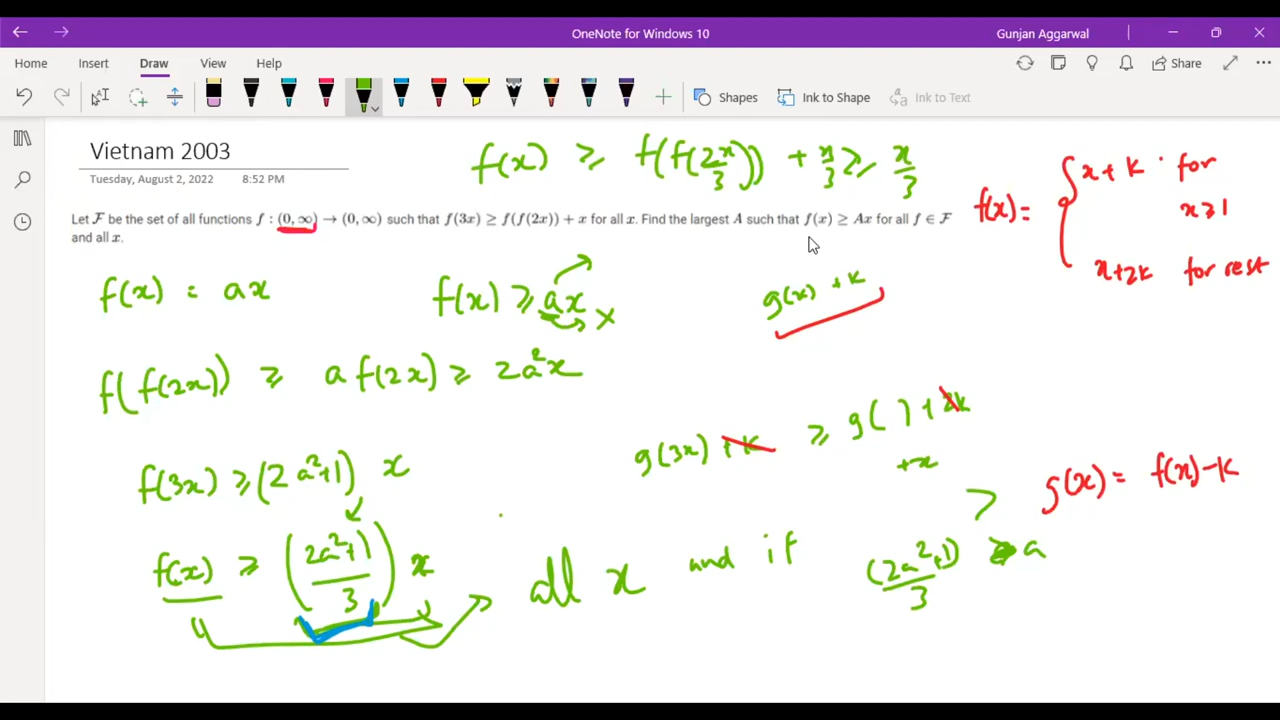 OneNote for Windows 10
Gunjan Aggarwal
Home Insert Draw View Help
Share
Shapes
Ink to Shape
Ink to Text
Vietnam 2003
Tuesday, August 2, 2022 8:52 PM
f(x) ≥ f(f(2x/3)) + x/3 ≥ x/3
Let F be the set of all functions f : (0, ∞) → (0, ∞) such that f(3x) ≥ f(f(2x)) + x for all x. Find the largest A such that f(x) ≥ Ax for all f ∈ F
and all x.
f(x) = { x + k for x ≥ 1
x + 2k for rest
f(x) = ax
f(x) ≥ ax
x
g(x) + k
f(f(2x)) ≥ a f(2x) ≥ 2a²x
g(3x) + k ≥ g( ) + 2k
+x
f(3x) ≥ (2a²+1) x
g(x) = f(x) - k
f(x) ≥ ((2a²+1)/3) x all x and if (2a²+1)/3 > a